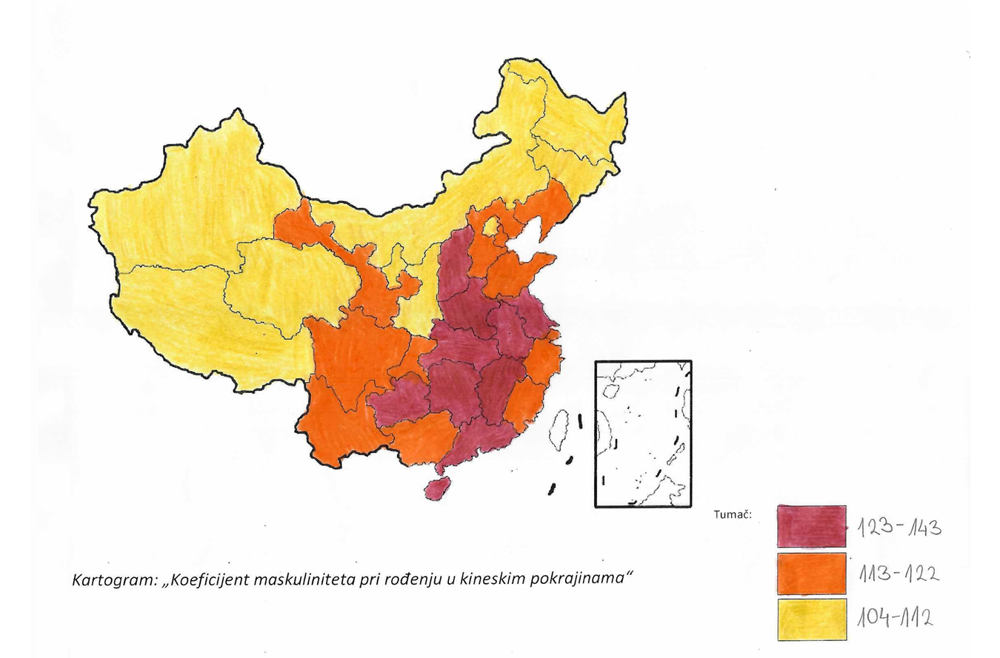 Tumač:
123-143
113-122
104-112
Kartogram: „Koeficijent maskuliniteta pri rođenju u kineskim pokrajinama“